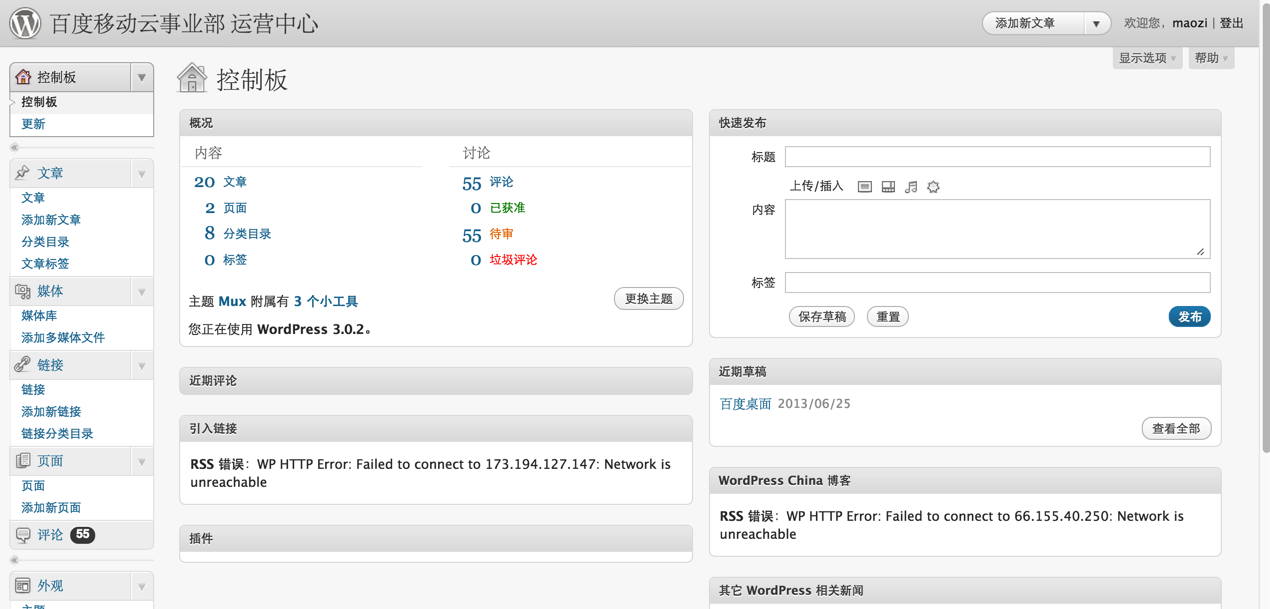 百度移动云事业部 运营中心
添加新文章
欢迎您，maozi | 登出
显示选项
帮助
控制板
控制板
更新
文章
文章
添加新文章
分类目录
文章标签
媒体
媒体库
添加多媒体文件
链接
链接
添加新链接
链接分类目录
页面
页面
添加新页面
评论 55
外观
控制板
概况
内容
20 文章
2 页面
8 分类目录
0 标签
讨论
55 评论
0 已获准
55 待审
0 垃圾评论
主题 Mux 附属有 3 个小工具
更换主题
您正在使用 WordPress 3.0.2。
近期评论
引入链接
RSS 错误：WP HTTP Error: Failed to connect to 173.194.127.147: Network is
unreachable
插件
快速发布
标题
上传/插入
内容
标签
保存草稿
重置
发布
近期草稿
百度桌面 2013/06/25
查看全部
WordPress China 博客
RSS 错误：WP HTTP Error: Failed to connect to 66.155.40.250: Network is
unreachable
其它 WordPress 相关新闻